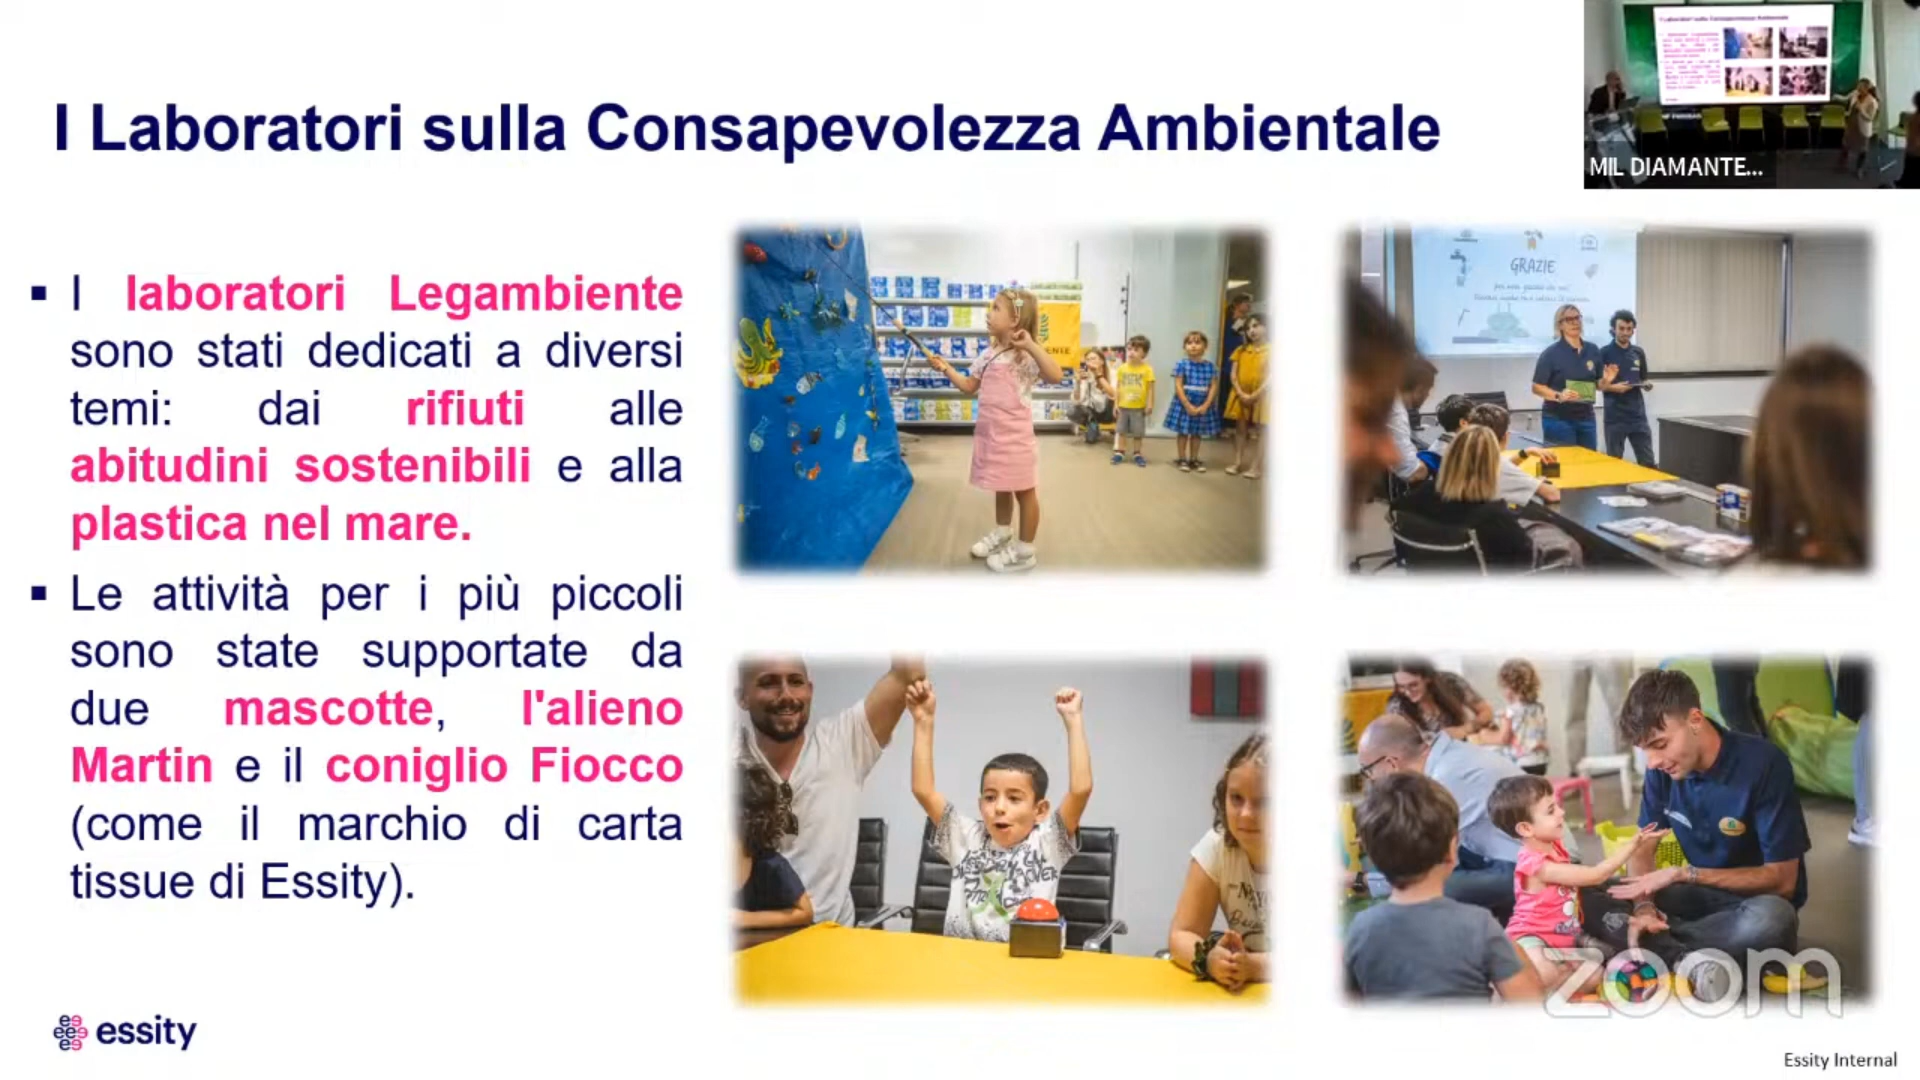 I Laboratori sulla Consapevolezza Ambientale
MIL DIAMANTE...
▪ I laboratori Legambiente
sono stati dedicati a diversi
temi: dai rifiuti alle
abitudini sostenibili e alla
plastica nel mare.
▪ Le attività per i più piccoli
sono state supportate da
due mascotte, l'alieno
Martin e il coniglio Fiocco
(come il marchio di carta
tissue di Essity).
GRAZIE
zoom
essity
Essity Internal